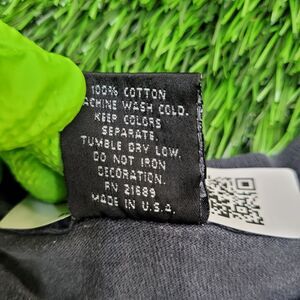 100% COTTON
ACHINE WASH COLD.
KEEP COLORS
SEPARATE.
TUMBLE DRY LOW.
DO NOT IRON
DECORATION.
RN 21689
MADE IN U.S.A.